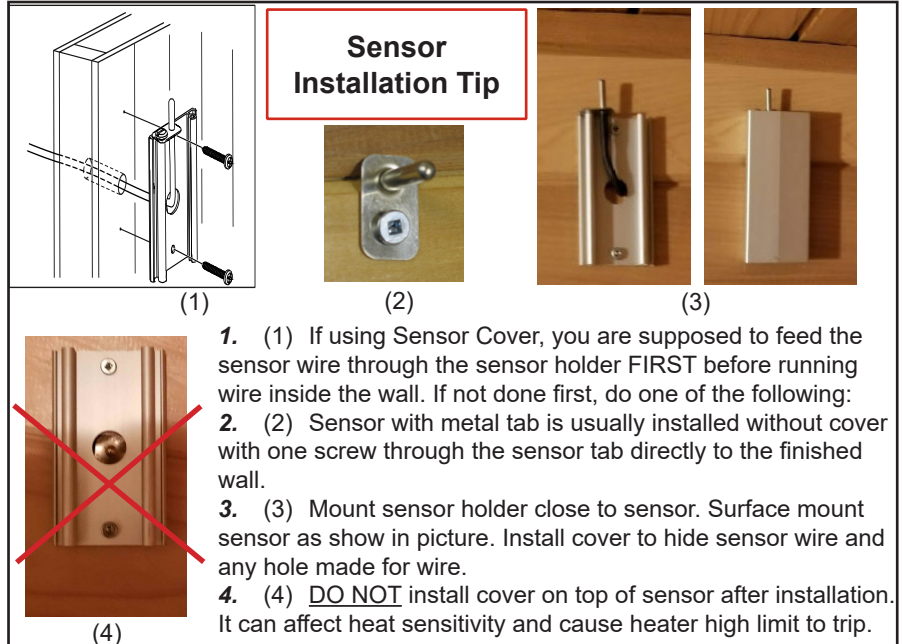 Sensor
Installation Tip
(1)
(2)
(3)
1. (1) If using Sensor Cover, you are supposed to feed the
sensor wire through the sensor holder FIRST before running
wire inside the wall. If not done first, do one of the following:
2. (2) Sensor with metal tab is usually installed without cover
with one screw through the sensor tab directly to the finished
wall.
3. (3) Mount sensor holder close to sensor. Surface mount
sensor as show in picture. Install cover to hide sensor wire and
any hole made for wire.
4. (4) DO NOT install cover on top of sensor after installation.
It can affect heat sensitivity and cause heater high limit to trip.
(4)